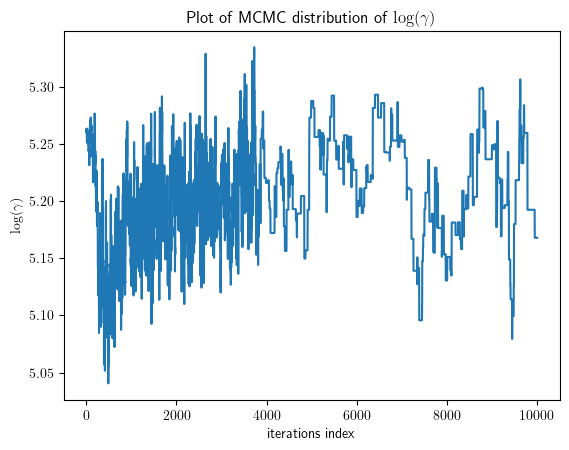 Plot of MCMC distribution of log(γ)
log(γ)
5.30
5.25
5.20
5.15
5.10
5.05
0 2000 4000 6000 8000 10000
iterations index